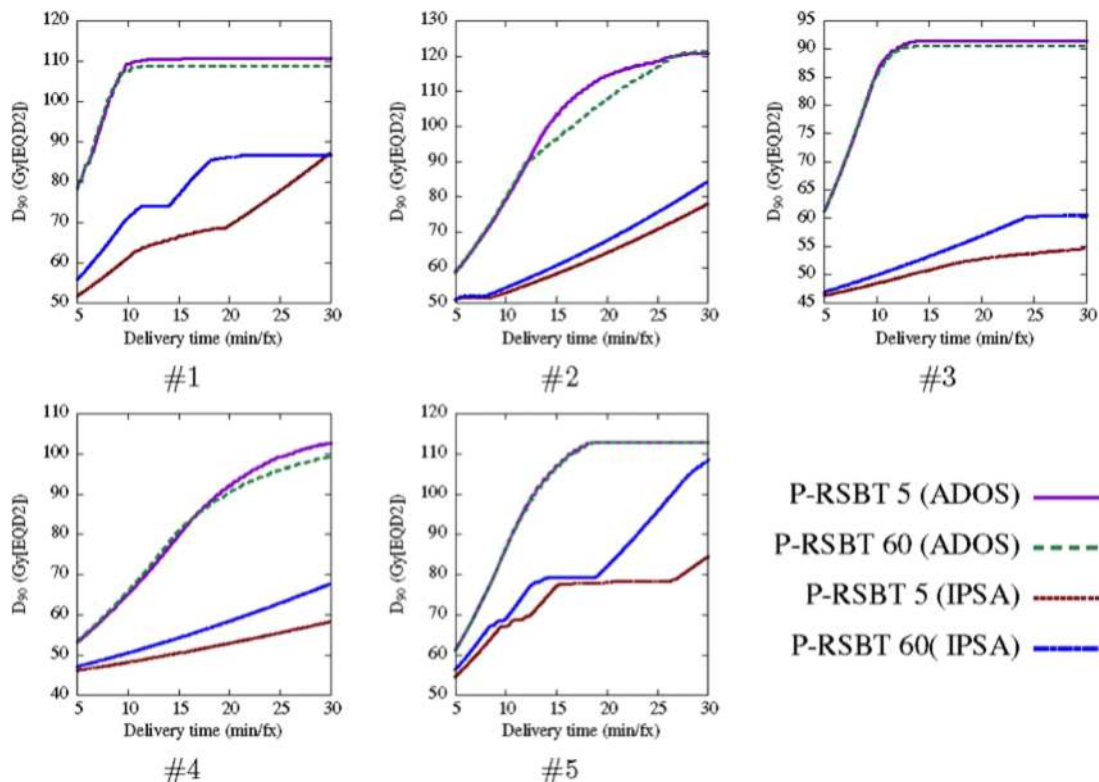 120
110
100
90
80
70
60
50
D90 (Gy[EQD2])
5 10 15 20 25 30
Delivery time (min/fx)
#1
130
120
110
100
90
80
70
60
50
D90 (Gy[EQD2])
5 10 15 20 25 30
Delivery time (min/fx)
#2
95
90
85
80
75
70
65
60
55
50
45
D90 (Gy[EQD2])
5 10 15 20 25 30
Delivery time (min/fx)
#3
110
100
90
80
70
60
50
40
D90 (Gy[EQD2])
5 10 15 20 25 30
Delivery time (min/fx)
#4
120
110
100
90
80
70
60
50
D90 (Gy[EQD2])
5 10 15 20 25 30
Delivery time (min/fx)
#5
P-RSBT 5 (ADOS)
P-RSBT 60 (ADOS)
P-RSBT 5 (IPSA)
P-RSBT 60( IPSA)